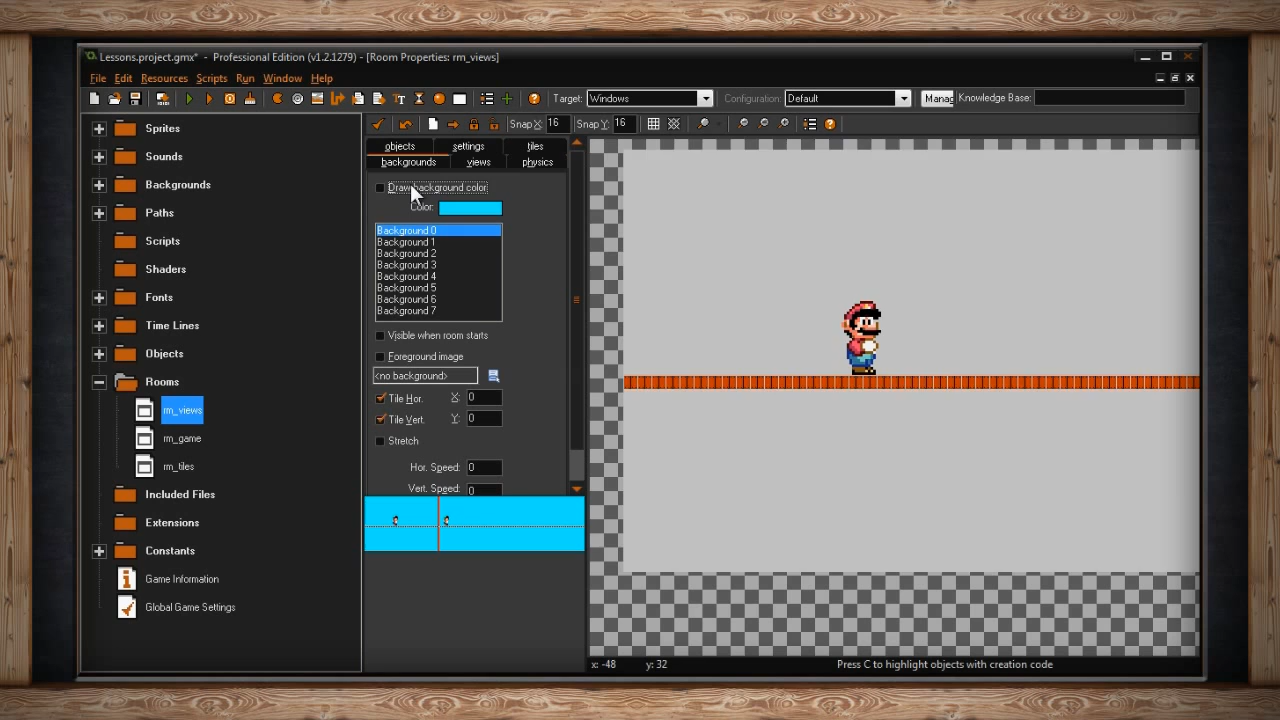 Lessons.project.gmx* - Professional Edition (v1.2.1279) - [Room Properties: rm_views]
File Edit Resources Scripts Run Window Help
Target: Windows Configuration: Default Manag Knowledge Base:
Snap X: 16 Snap Y: 16
Sprites
Sounds
Backgrounds
Paths
Scripts
Shaders
Fonts
Time Lines
Objects
Rooms
rm_views
rm_game
rm_tiles
Included Files
Extensions
Constants
Game Information
Global Game Settings
objects settings tiles
backgrounds views physics
Draw background color
Color:
Background 0
Background 1
Background 2
Background 3
Background 4
Background 5
Background 6
Background 7
Visible when room starts
Foreground image
<no background>
Tile Hor. X: 0
Tile Vert. Y: 0
Stretch
Hor. Speed: 0
Vert. Speed: 0
x: -48 y: 32 Press C to highlight objects with creation code